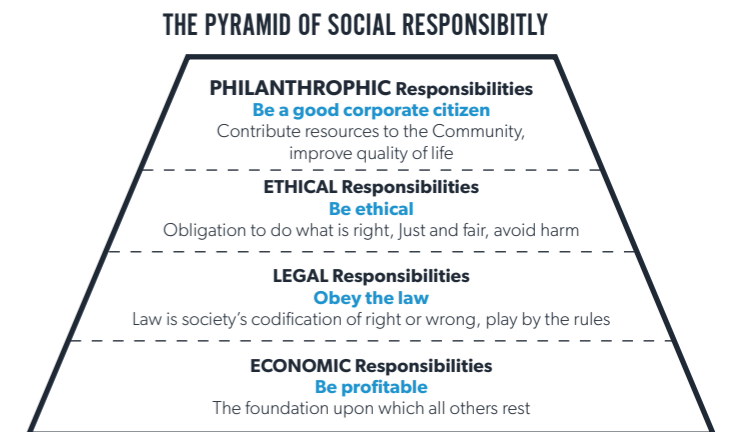 THE PYRAMID OF SOCIAL RESPONSIBITLY
PHILANTHROPHIC Responsibilities
Be a good corporate citizen
Contribute resources to the Community,
improve quality of life
ETHICAL Responsibilities
Be ethical
Obligation to do what is right, Just and fair, avoid harm
LEGAL Responsibilities
Obey the law
Law is society’s codification of right or wrong, play by the rules
ECONOMIC Responsibilities
Be profitable
The foundation upon which all others rest